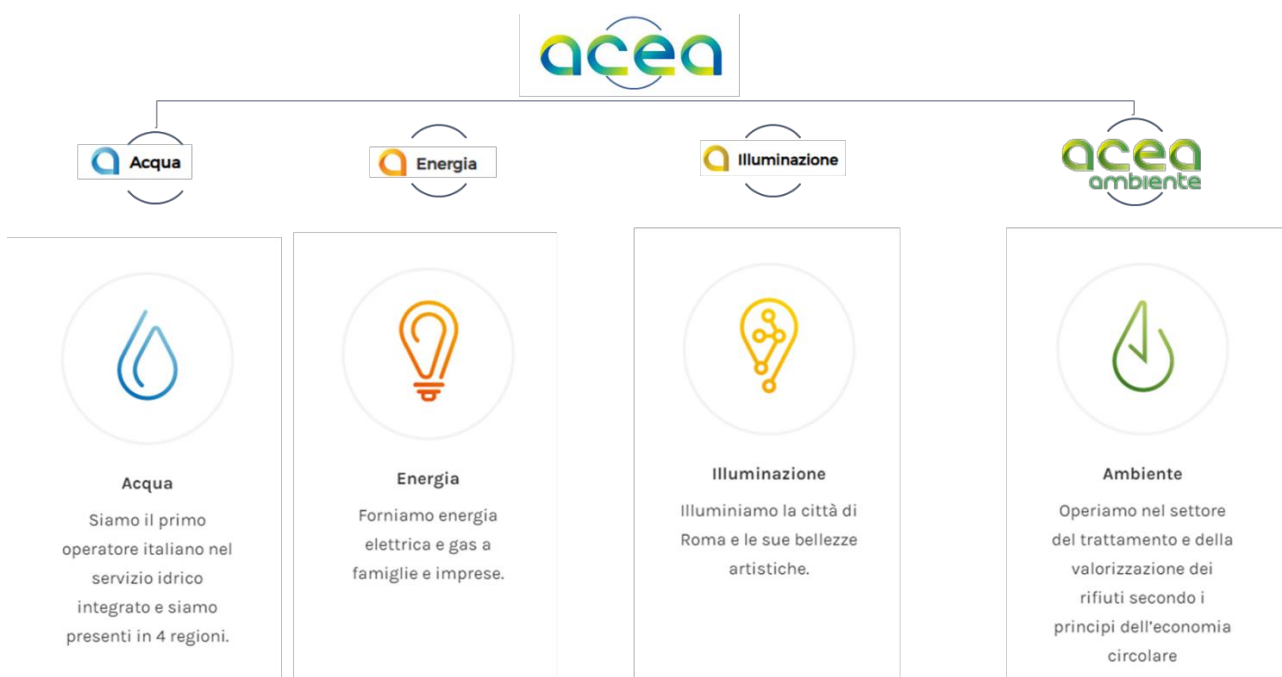 acea
Acqua
Energia
Illuminazione
acea
ambiente
Acqua
Siamo il primo
operatore italiano nel
servizio idrico
integrato e siamo
presenti in 4 regioni.
Energia
Forniamo energia
elettrica e gas a
famiglie e imprese.
Illuminazione
Illuminiamo la città di
Roma e le sue bellezze
artistiche.
Ambiente
Operiamo nel settore
del trattamento e della
valorizzazione dei
rifiuti secondo i
principi dell'economia
circolare